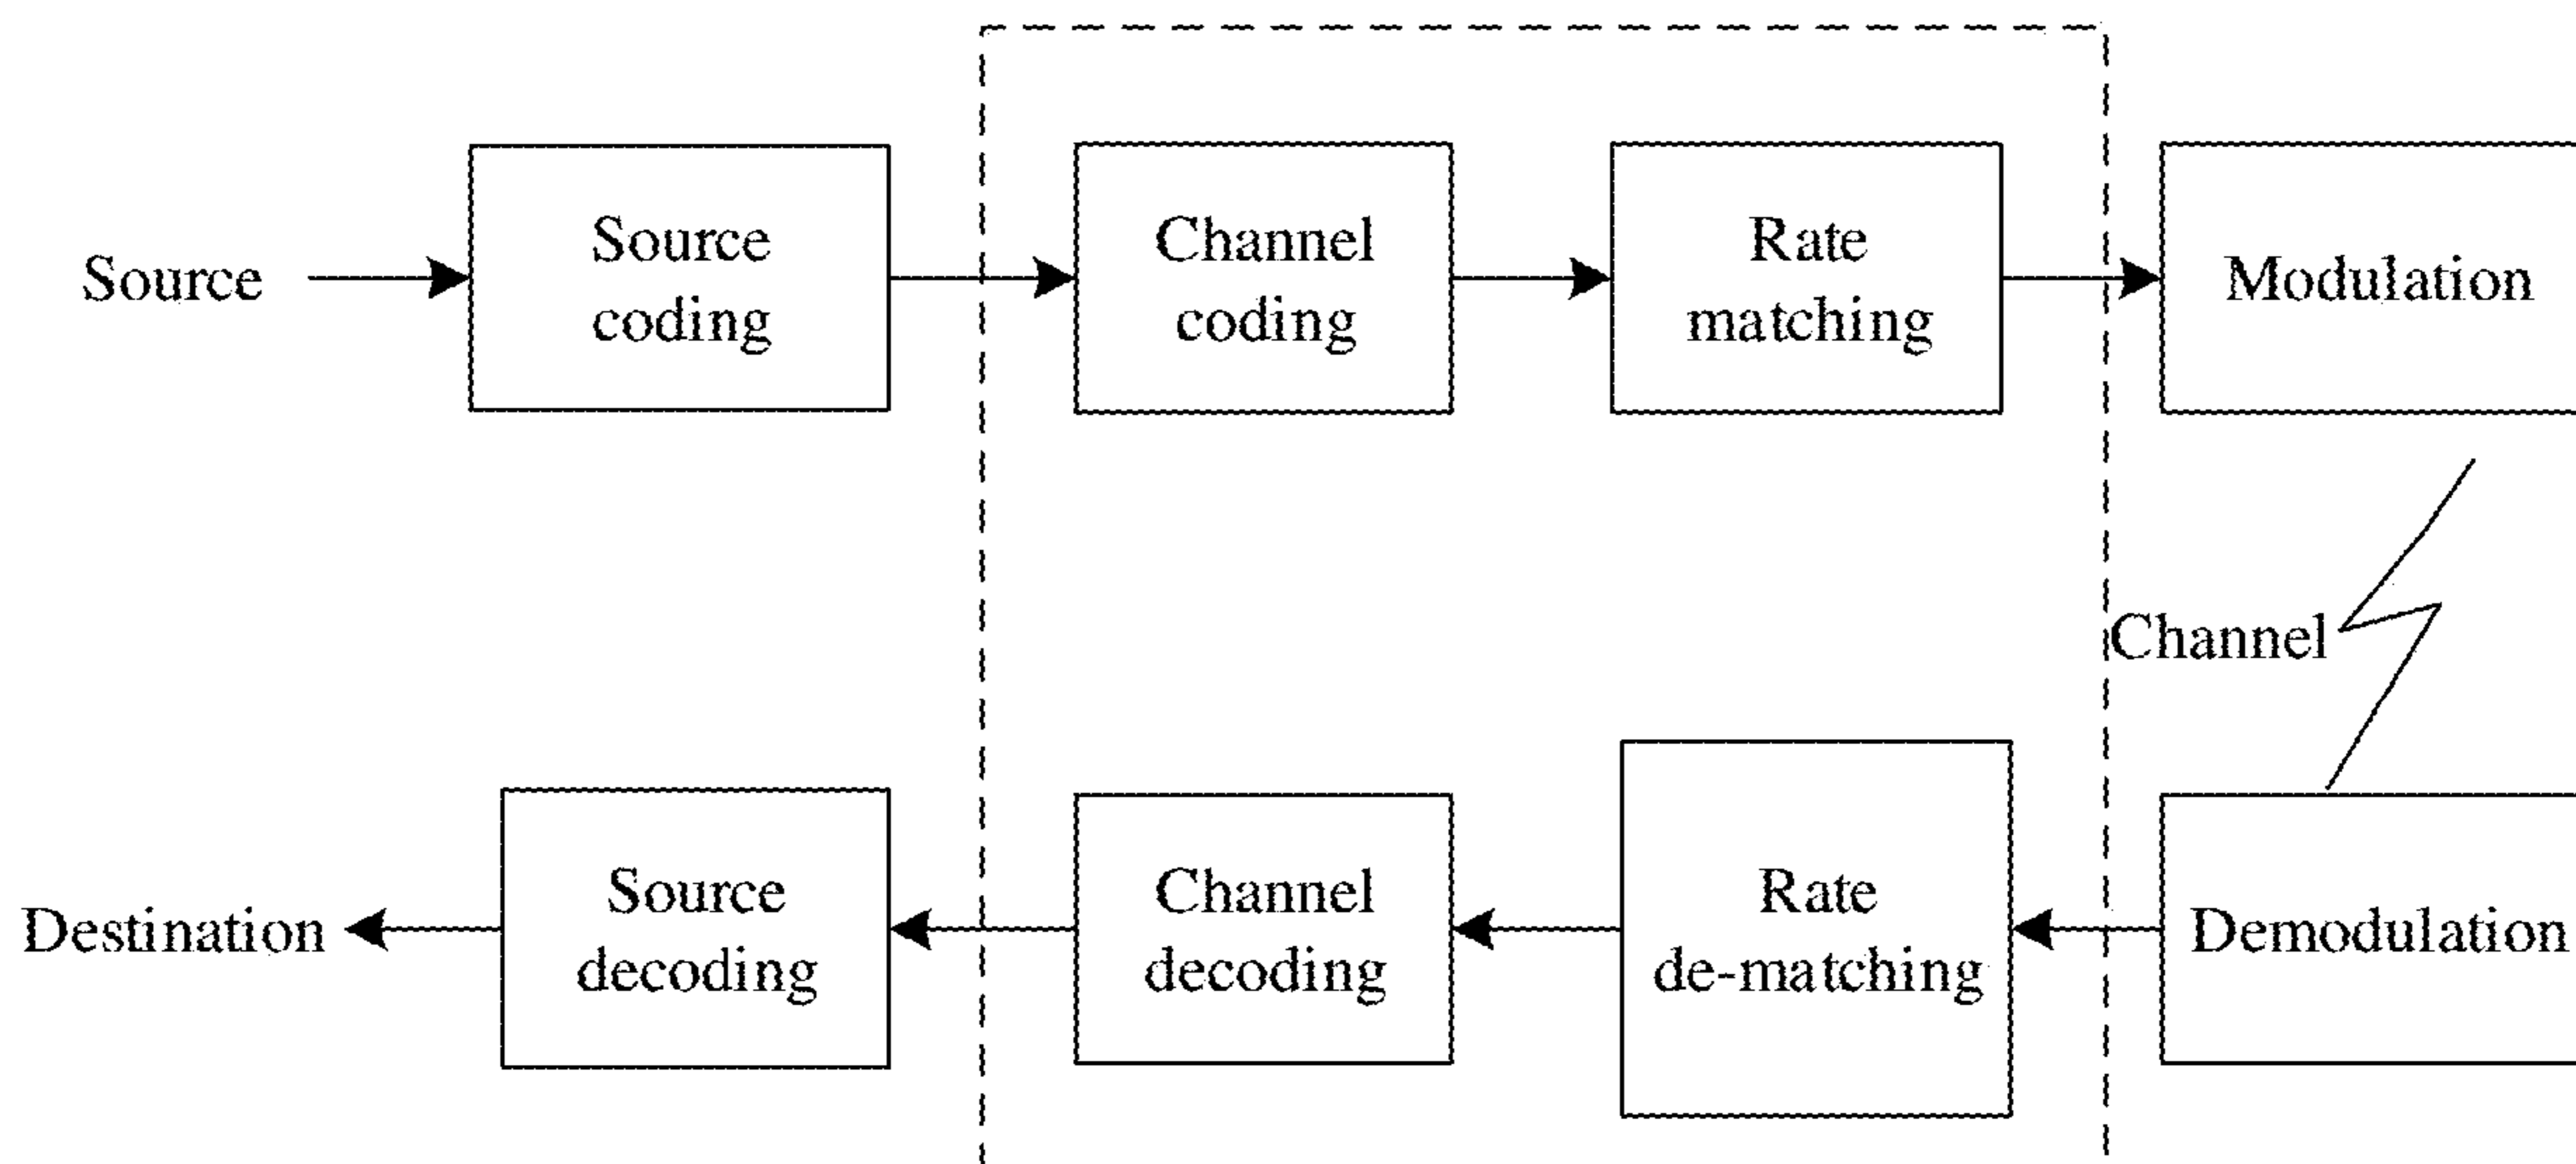 Source
Source
coding
Channel
coding
Rate
matching
Modulation
Channel
Destination
Source
decoding
Channel
decoding
Rate
de-matching
Demodulation